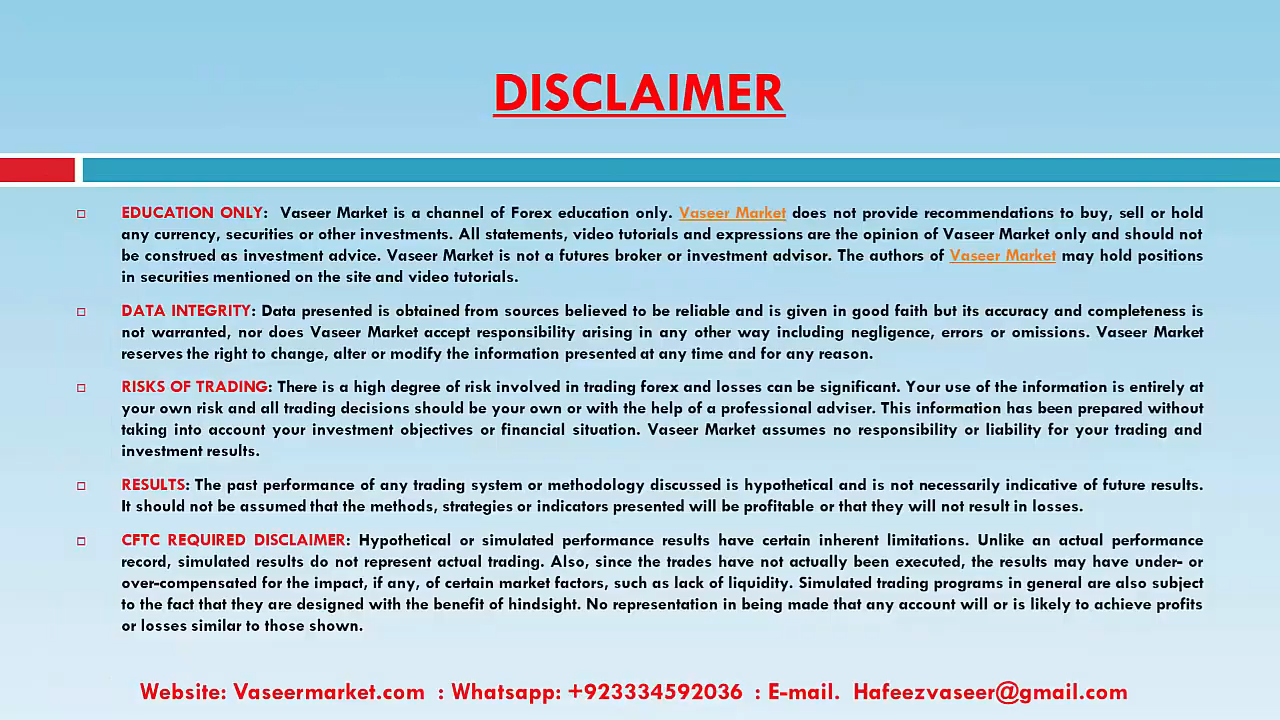 DISCLAIMER
EDUCATION ONLY: Vaseer Market is a channel of Forex education only. Vaseer Market does not provide recommendations to buy, sell or hold
any currency, securities or other investments. All statements, video tutorials and expressions are the opinion of Vaseer Market only and should not
be construed as investment advice. Vaseer Market is not a futures broker or investment advisor. The authors of Vaseer Market may hold positions
in securities mentioned on the site and video tutorials.
DATA INTEGRITY: Data presented is obtained from sources believed to be reliable and is given in good faith but its accuracy and completeness is
not warranted, nor does Vaseer Market accept responsibility arising in any other way including negligence, errors or omissions. Vaseer Market
reserves the right to change, alter or modify the information presented at any time and for any reason.
RISKS OF TRADING: There is a high degree of risk involved in trading forex and losses can be significant. Your use of the information is entirely at
your own risk and all trading decisions should be your own or with the help of a professional adviser. This information has been prepared without
taking into account your investment objectives or financial situation. Vaseer Market assumes no responsibility or liability for your trading and
investment results.
RESULTS: The past performance of any trading system or methodology discussed is hypothetical and is not necessarily indicative of future results.
It should not be assumed that the methods, strategies or indicators presented will be profitable or that they will not result in losses.
CFTC REQUIRED DISCLAIMER: Hypothetical or simulated performance results have certain inherent limitations. Unlike an actual performance
record, simulated results do not represent actual trading. Also, since the trades have not actually been executed, the results may have under- or
over-compensated for the impact, if any, of certain market factors, such as lack of liquidity. Simulated trading programs in general are also subject
to the fact that they are designed with the benefit of hindsight. No representation in being made that any account will or is likely to achieve profits
or losses similar to those shown.
Website: Vaseermarket.com : Whatsapp: +923334592036 : E-mail. Hafeezvaseer@gmail.com